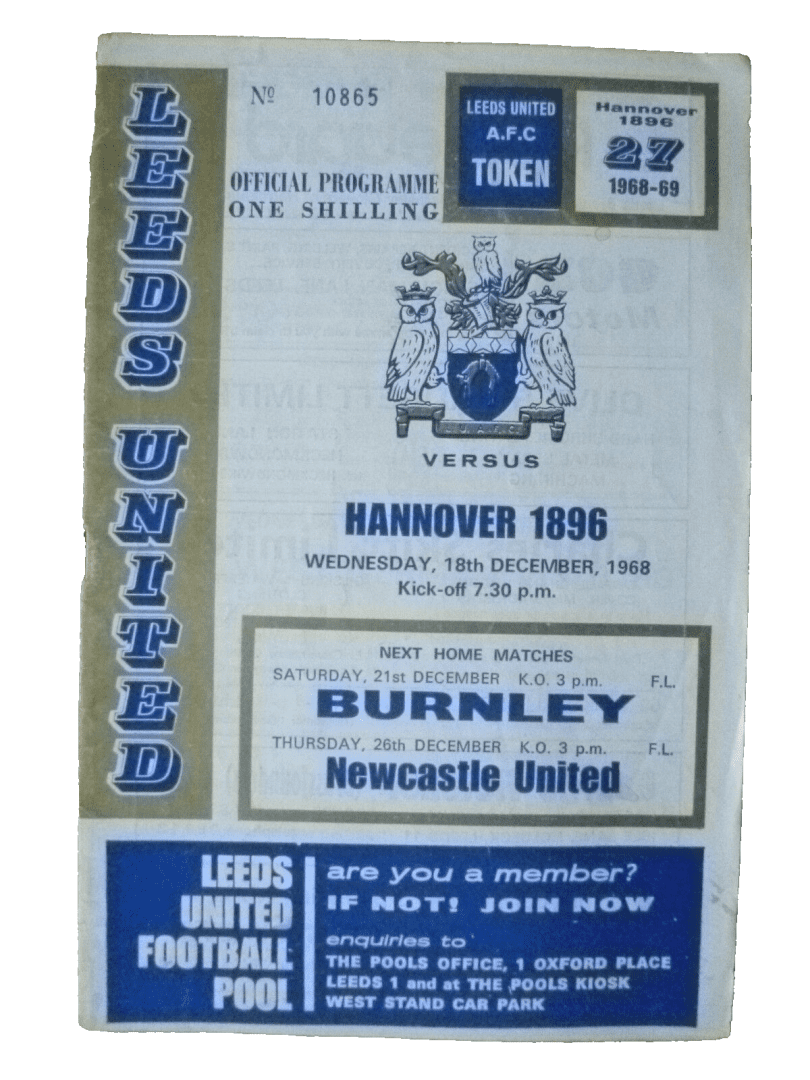 LEEDS UNITED
Nº 10865
OFFICIAL PROGRAMME
ONE SHILLING
LEEDS UNITED
A.F.C
TOKEN
Hannover
1896
27
1968-69
L.U.A.F.C.
VERSUS
HANNOVER 1896
WEDNESDAY, 18th DECEMBER, 1968
Kick-off 7.30 p.m.
NEXT HOME MATCHES
SATURDAY, 21st DECEMBER K.O. 3 p.m. F.L.
BURNLEY
THURSDAY, 26th DECEMBER K.O. 3 p.m. F.L.
Newcastle United
LEEDS
UNITED
FOOTBALL
POOL
are you a member?
IF NOT! JOIN NOW
enquiries to
THE POOLS OFFICE, 1 OXFORD PLACE
LEEDS 1 and at THE POOLS KIOSK
WEST STAND CAR PARK